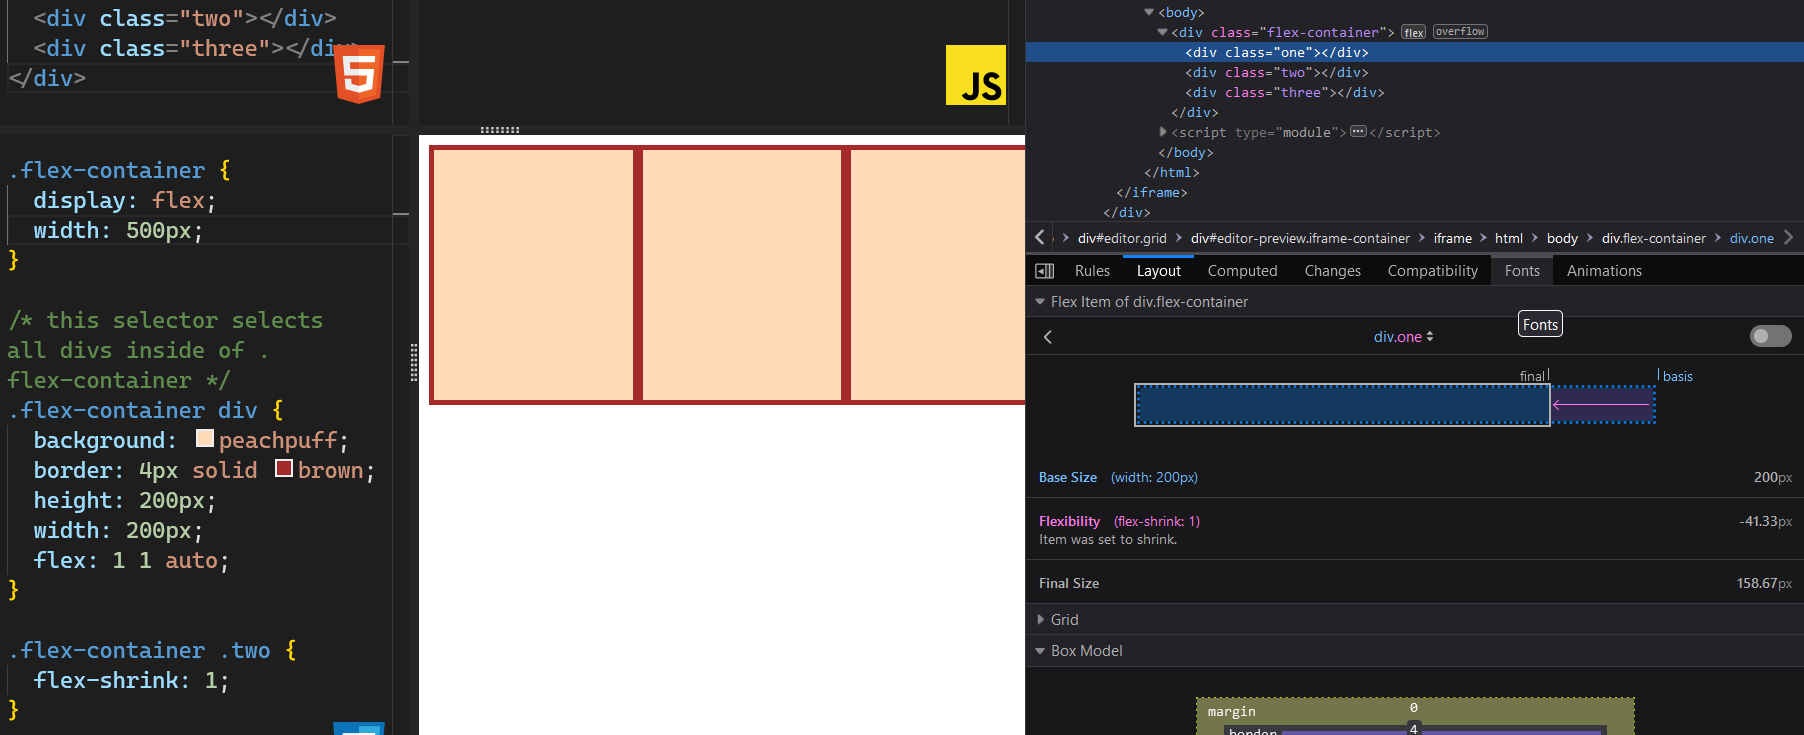 <div class="two"></div>
<div class="three"></div>
</div>
JS
.flex-container {
display: flex;
width: 500px;
}
/* this selector selects
all divs inside of .
flex-container */
.flex-container div {
background: peachpuff;
border: 4px solid brown;
height: 200px;
width: 200px;
flex: 1 1 auto;
}
.flex-container .two {
flex-shrink: 1;
}
<body>
<div class="flex-container"> flex overflow
<div class="one"></div>
<div class="two"></div>
<div class="three"></div>
</div>
<script type="module"> ••• </script>
</body>
</html>
</iframe>
</div>
div#editor.grid > div#editor-preview.iframe-container > iframe > html > body > div.flex-container > div.one
Rules Layout Computed Changes Compatibility Fonts Animations
Flex Item of div.flex-container
Fonts
div.one
final basis
Base Size (width: 200px) 200px
Flexibility (flex-shrink: 1) -41.33px
Item was set to shrink.
Final Size 158.67px
Grid
Box Model
margin 0
border 4